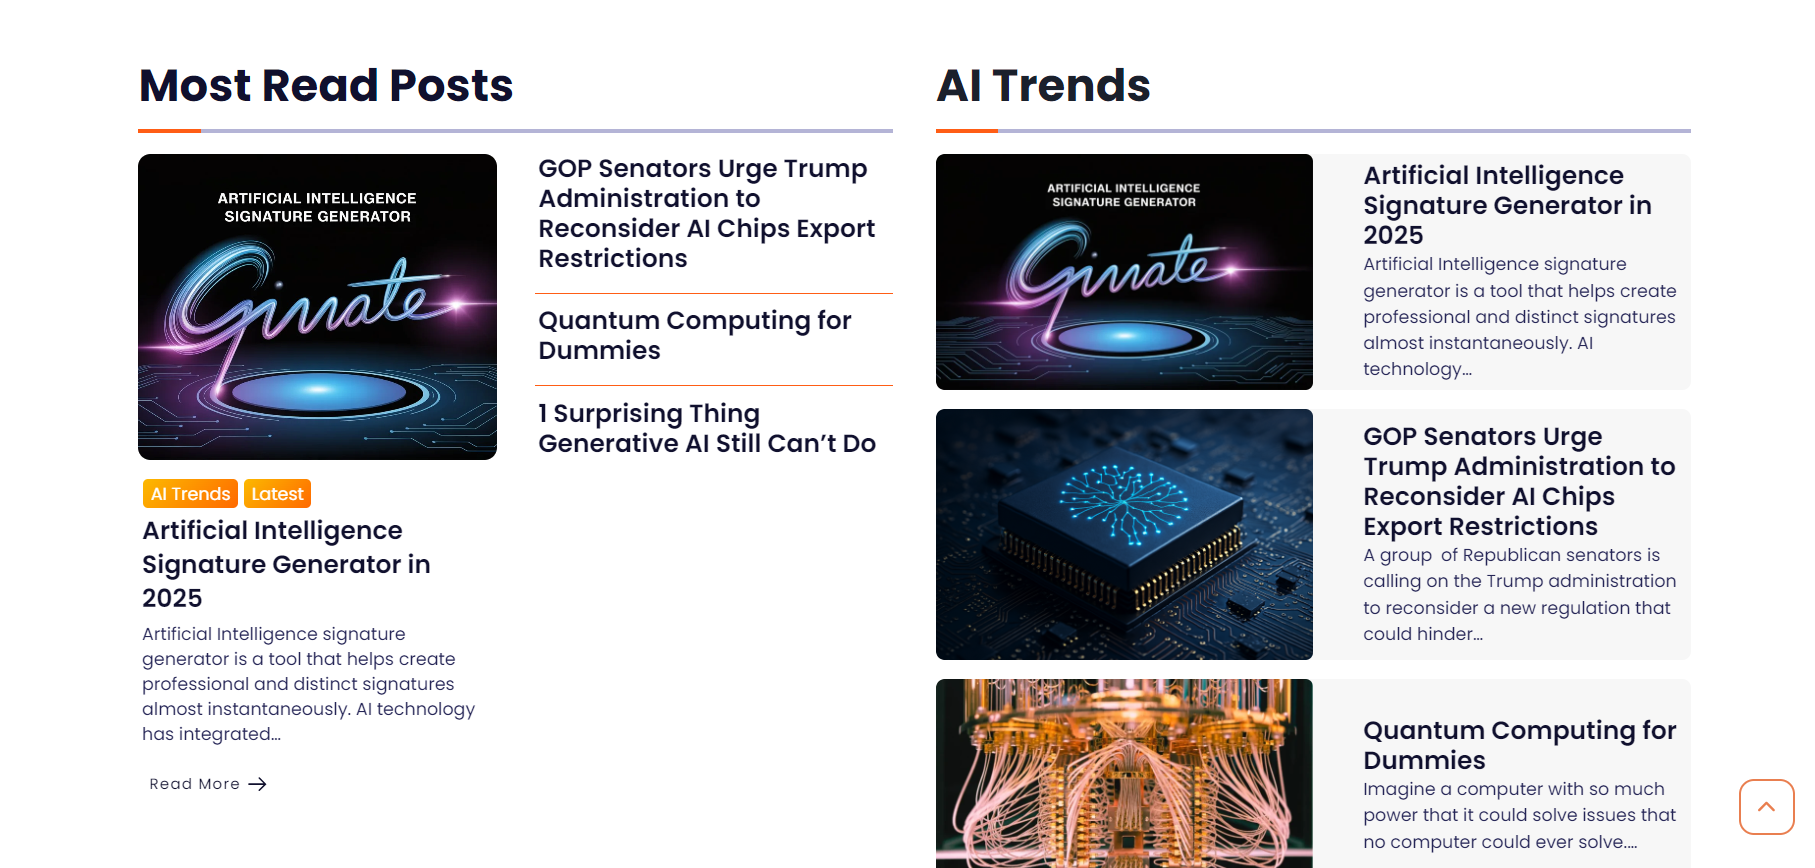 Most Read Posts
ARTIFICIAL INTELLIGENCE
SIGNATURE GENERATOR
AI Trends
Latest
Artificial Intelligence
Signature Generator in
2025
Artificial Intelligence signature
generator is a tool that helps create
professional and distinct signatures
almost instantaneously. AI technology
has integrated...
Read More
GOP Senators Urge Trump
Administration to
Reconsider AI Chips Export
Restrictions
Quantum Computing for
Dummies
1 Surprising Thing
Generative AI Still Can’t Do
AI Trends
ARTIFICIAL INTELLIGENCE
SIGNATURE GENERATOR
Artificial Intelligence
Signature Generator in
2025
Artificial Intelligence signature
generator is a tool that helps create
professional and distinct signatures
almost instantaneously. AI
technology...
GOP Senators Urge
Trump Administration to
Reconsider AI Chips
Export Restrictions
A group  of Republican senators is
calling on the Trump administration
to reconsider a new regulation that
could hinder...
Quantum Computing for
Dummies
Imagine a computer with so much
power that it could solve issues that
no computer could ever solve....